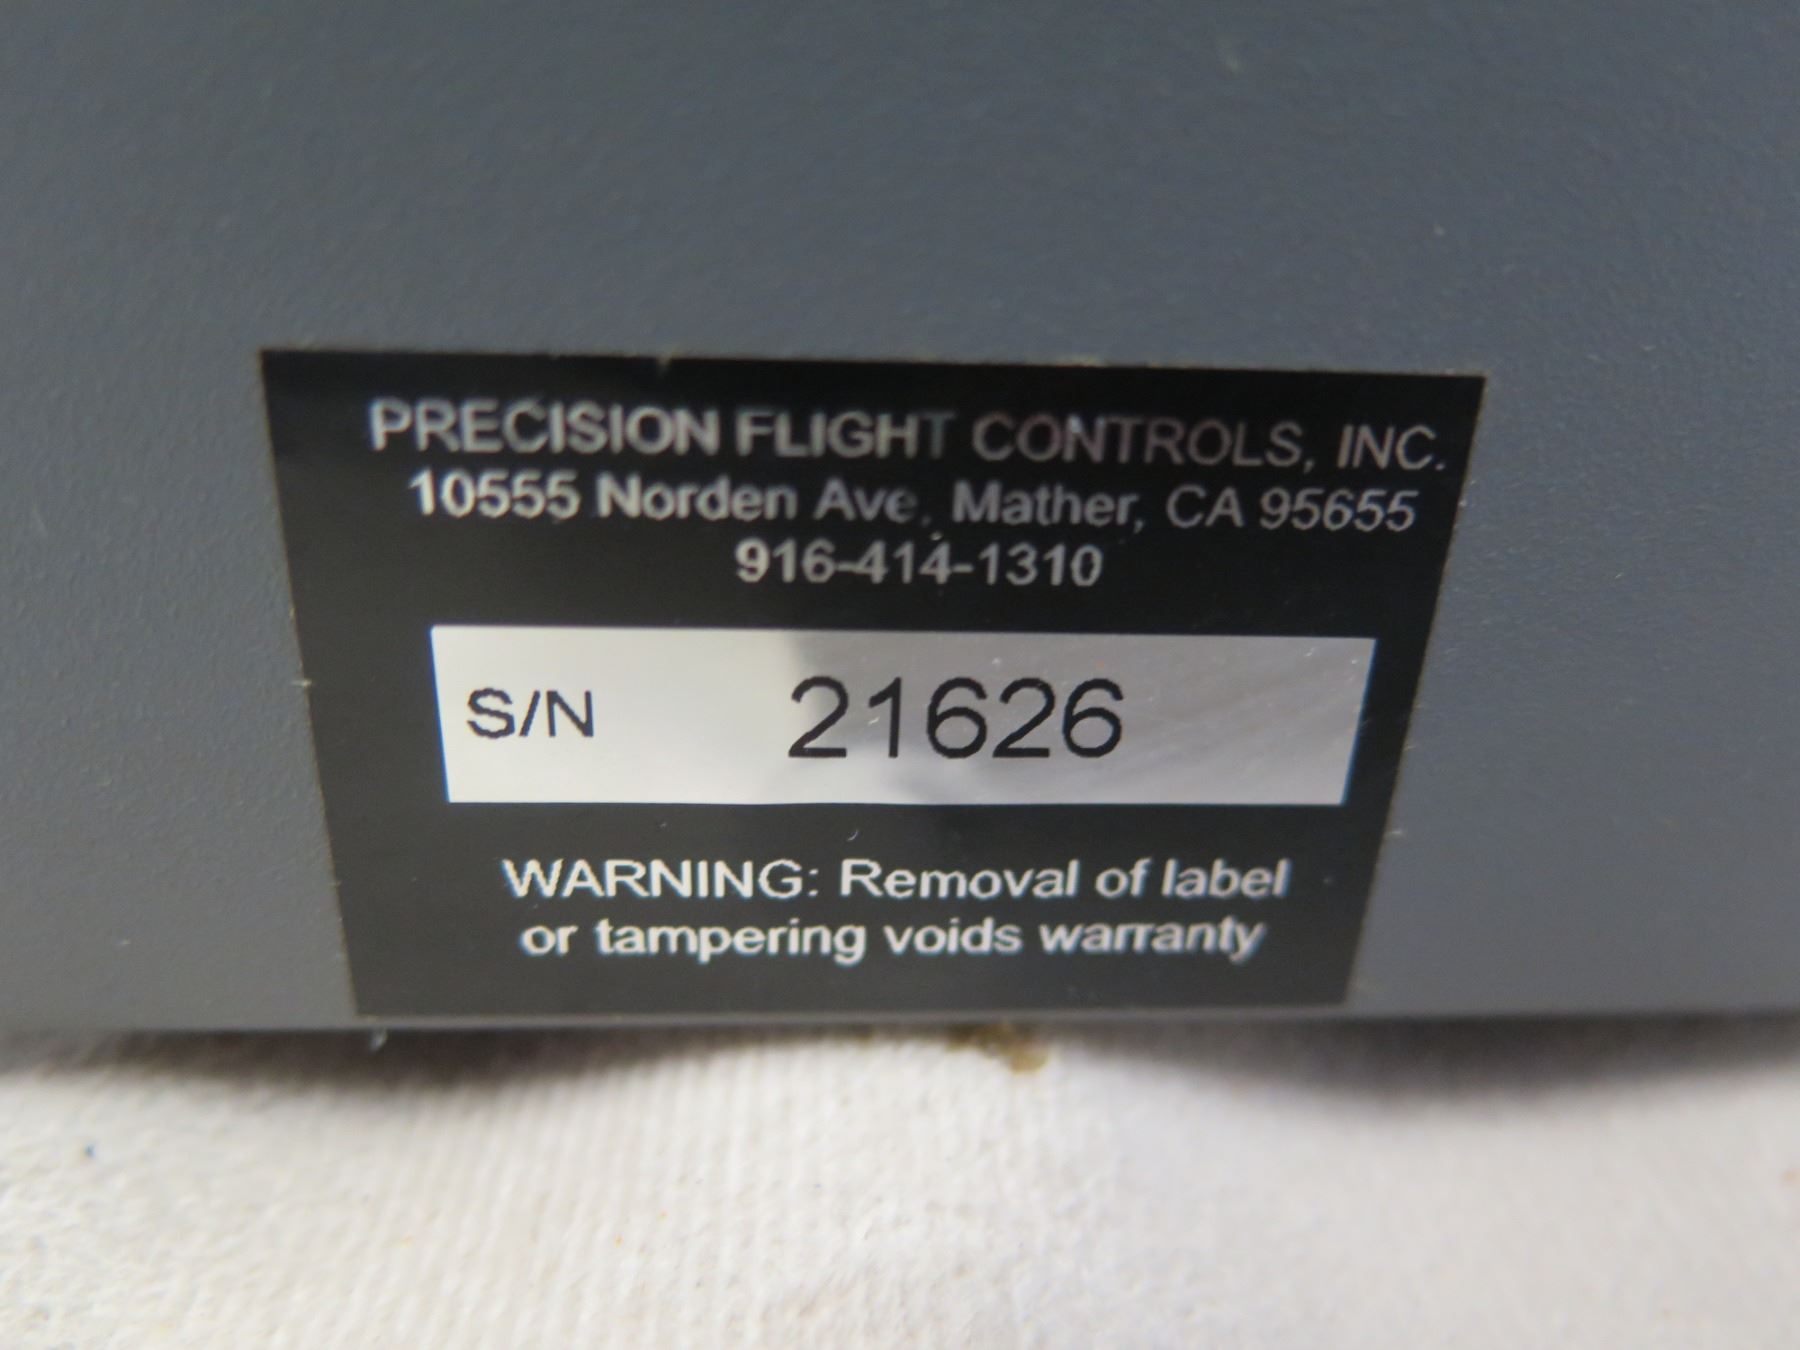 PRECISION FLIGHT CONTROLS, INC.
10555 Norden Ave, Mather, CA 95655
916-414-1310
S/N 21626
WARNING: Removal of label
or tampering voids warranty